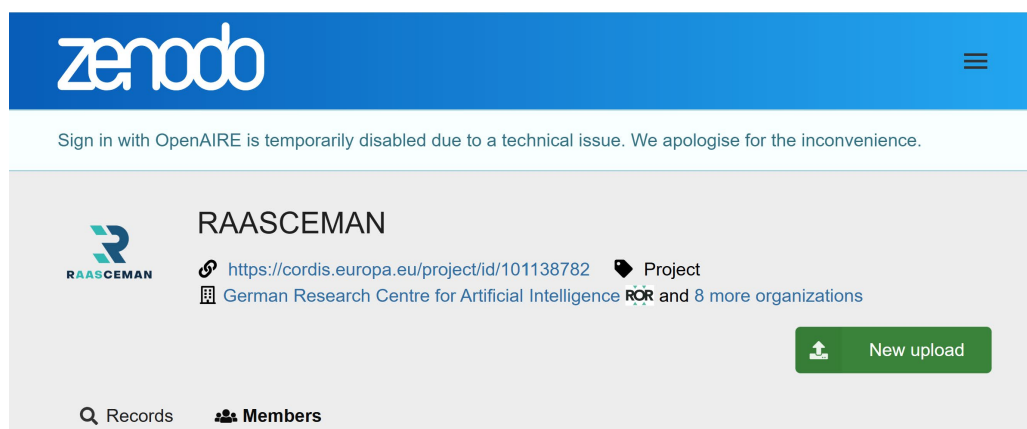 zenodo
Sign in with OpenAIRE is temporarily disabled due to a technical issue. We apologise for the inconvenience.
RAASCEMAN
RAASCEMAN
https://cordis.europa.eu/project/id/101138782 Project
German Research Centre for Artificial Intelligence ROR and 8 more organizations
New upload
Records Members